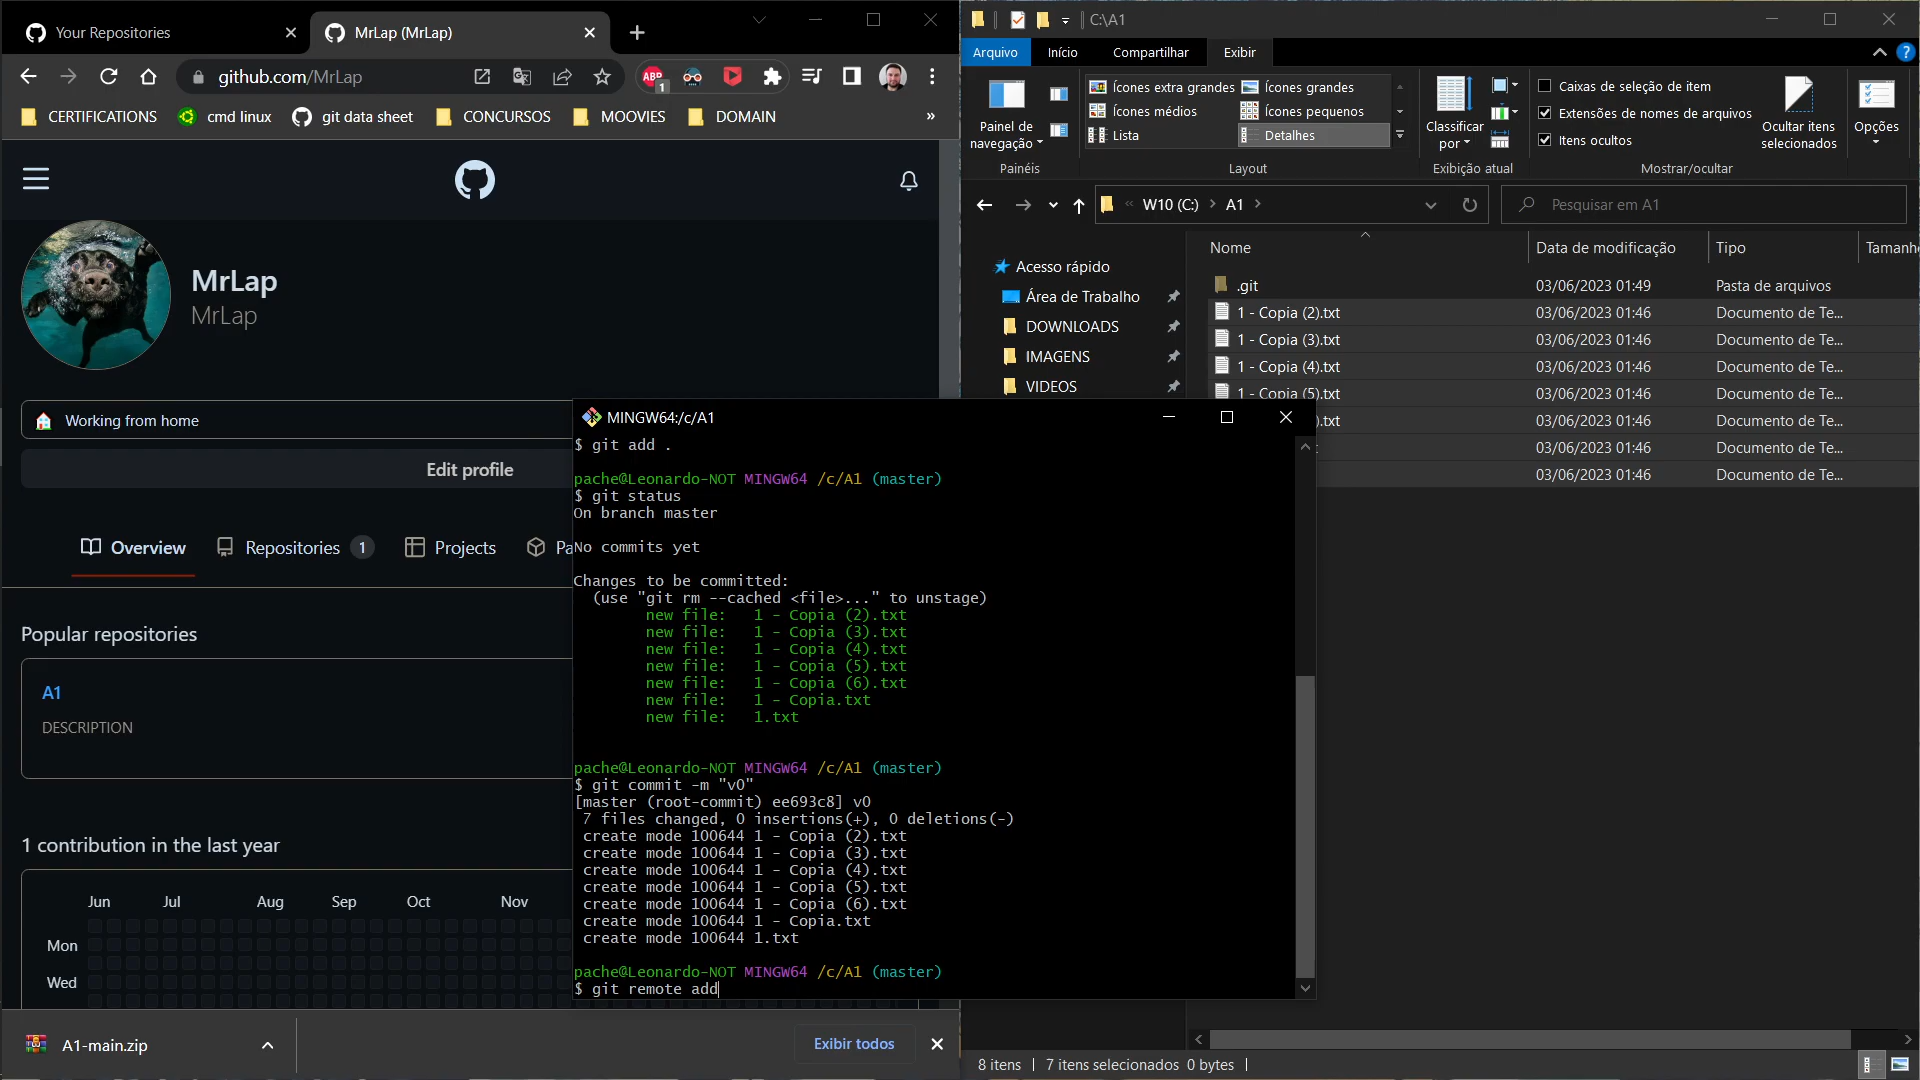 Your Repositories
MrLap (MrLap)
github.com/MrLap
ABP
1
CERTIFICATIONS
cmd linux
git data sheet
CONCURSOS
MOOVIES
DOMAIN
»
MrLap
MrLap
Working from home
Edit profile
Overview
Repositories 1
Projects
Pa
Popular repositories
A1
DESCRIPTION
1 contribution in the last year
Jun Jul Aug Sep Oct Nov
Mon
Wed
A1-main.zip
Exibir todos
C:\A1
Arquivo
Início
Compartilhar
Exibir
Painel de navegação
Ícones extra grandes
Ícones grandes
Ícones médios
Ícones pequenos
Lista
Detalhes
Classificar por
Caixas de seleção de item
Extensões de nomes de arquivos
Itens ocultos
Ocultar itens selecionados
Opções
Painéis
Layout
Exibição atual
Mostrar/ocultar
« W10 (C:) > A1 >
Pesquisar em A1
Nome Data de modificação Tipo Tamanh
Acesso rápido
Área de Trabalho
DOWNLOADS
IMAGENS
VIDEOS
.git 03/06/2023 01:49 Pasta de arquivos
1 - Copia (2).txt 03/06/2023 01:46 Documento de Te...
1 - Copia (3).txt 03/06/2023 01:46 Documento de Te...
1 - Copia (4).txt 03/06/2023 01:46 Documento de Te...
1 - Copia (5).txt 03/06/2023 01:46 Documento de Te...
).txt 03/06/2023 01:46 Documento de Te...
03/06/2023 01:46 Documento de Te...
03/06/2023 01:46 Documento de Te...
8 itens
7 itens selecionados 0 bytes
MINGW64:/c/A1
$ git add .
pache@Leonardo-NOT MINGW64 /c/A1 (master)
$ git status
On branch master
No commits yet
Changes to be committed:
(use "git rm --cached <file>..." to unstage)
new file: 1 - Copia (2).txt
new file: 1 - Copia (3).txt
new file: 1 - Copia (4).txt
new file: 1 - Copia (5).txt
new file: 1 - Copia (6).txt
new file: 1 - Copia.txt
new file: 1.txt
pache@Leonardo-NOT MINGW64 /c/A1 (master)
$ git commit -m "v0"
[master (root-commit) ee693c8] v0
7 files changed, 0 insertions(+), 0 deletions(-)
create mode 100644 1 - Copia (2).txt
create mode 100644 1 - Copia (3).txt
create mode 100644 1 - Copia (4).txt
create mode 100644 1 - Copia (5).txt
create mode 100644 1 - Copia (6).txt
create mode 100644 1 - Copia.txt
create mode 100644 1.txt
pache@Leonardo-NOT MINGW64 /c/A1 (master)
$ git remote add